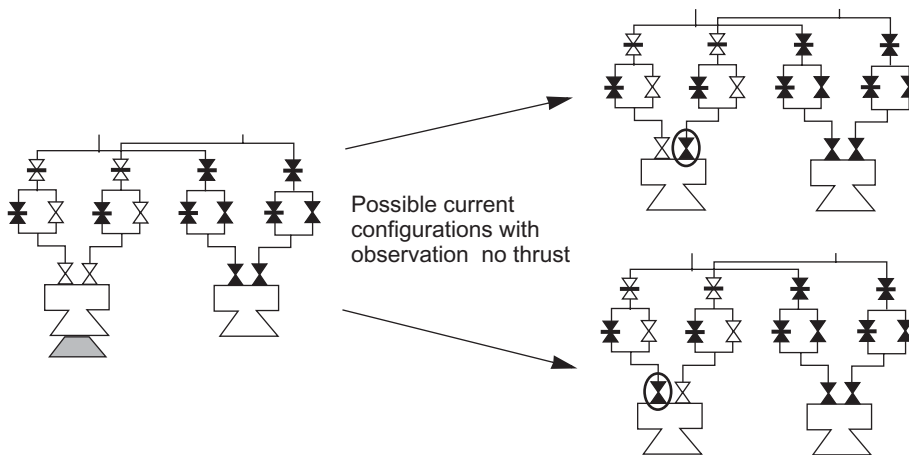 Possible current
configurations with
observation  no thrust